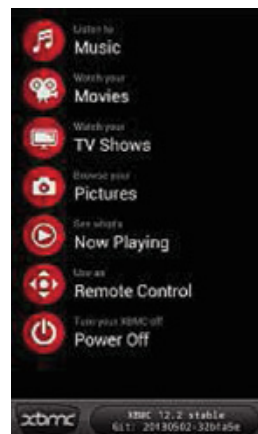 Listen to
Music
Watch your
Movies
Watch your
TV Shows
Browse your
Pictures
See what's
Now Playing
Use as
Remote Control
Turn your XBMC off
Power Off
xbmc
XBMC 12.2 stable
Git: 20130502-32b1a5e